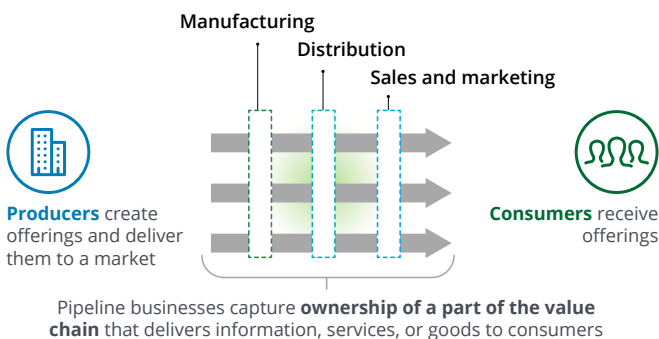 Manufacturing
Distribution
Sales and marketing
Producers create
offerings and deliver
them to a market
Consumers receive
offerings
Pipeline businesses capture ownership of a part of the value
chain that delivers information, services, or goods to consumers